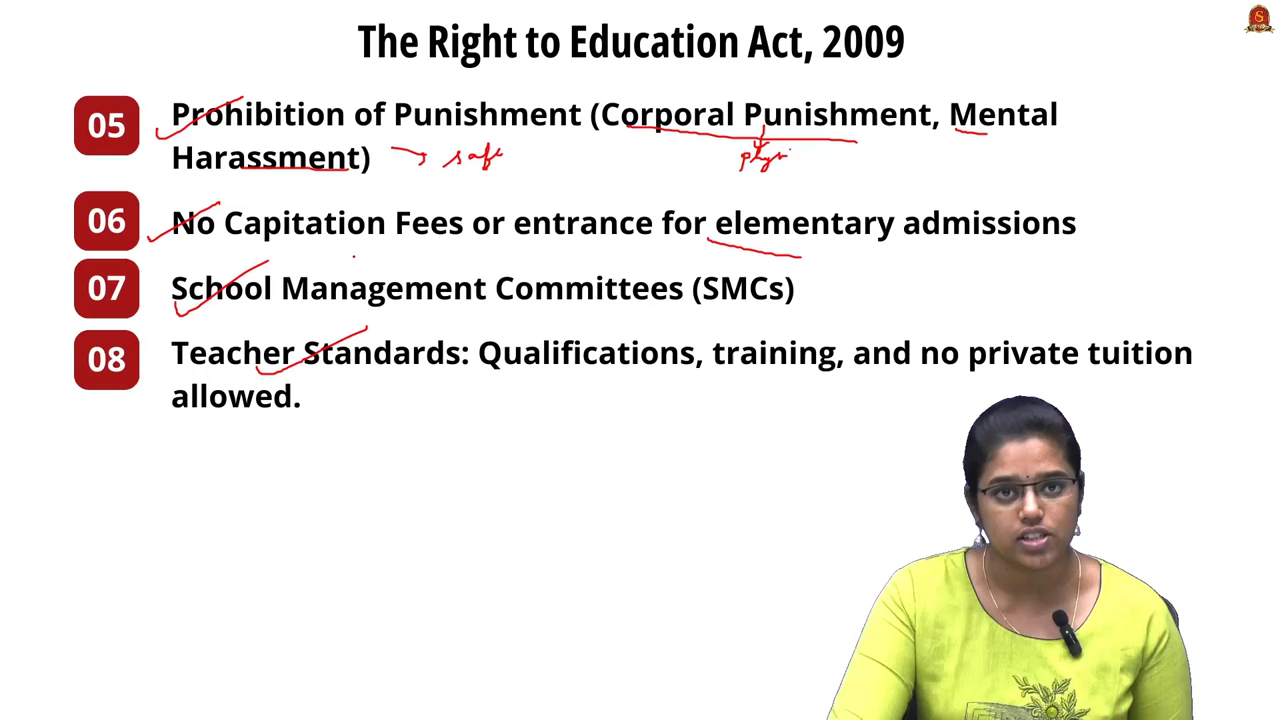 The Right to Education Act, 2009
05 Prohibition of Punishment (Corporal Punishment, Mental
Harassment) safe
phy
06 No Capitation Fees or entrance for elementary admissions
07 School Management Committees (SMCs)
08 Teacher Standards: Qualifications, training, and no private tuition
allowed.